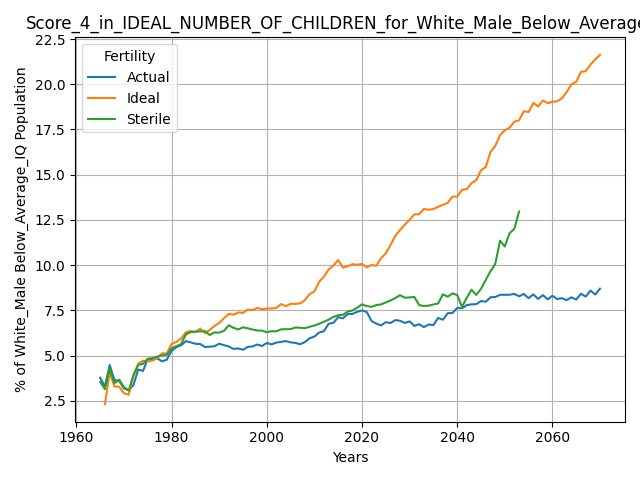 Score_4_in_IDEAL_NUMBER_OF_CHILDREN_for_White_Male_Below_Average
Fertility
Actual
Ideal
Sterile
% of White_Male Below_Average_IQ Population
22.5
20.0
17.5
15.0
12.5
10.0
7.5
5.0
2.5
1960 1980 2000 2020 2040 2060
Years